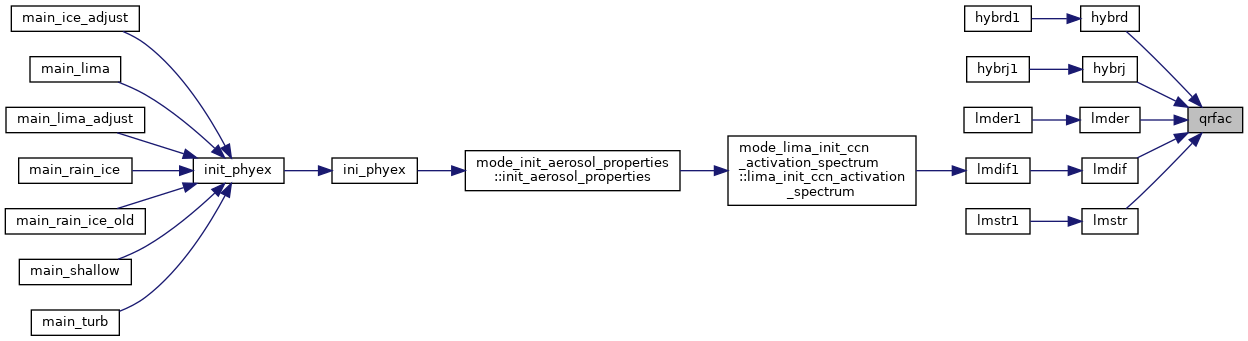 main_ice_adjust
main_lima
main_lima_adjust
main_rain_ice
main_rain_ice_old
main_shallow
main_turb
init_phyex
ini_phyex
mode_init_aerosol_properties
::init_aerosol_properties
mode_lima_init_ccn
_activation_spectrum
::lima_init_ccn_activation
_spectrum
hybrd1
hybrj1
lmder1
lmdif1
lmstr1
hybrd
hybrj
lmder
lmdif
lmstr
qrfac